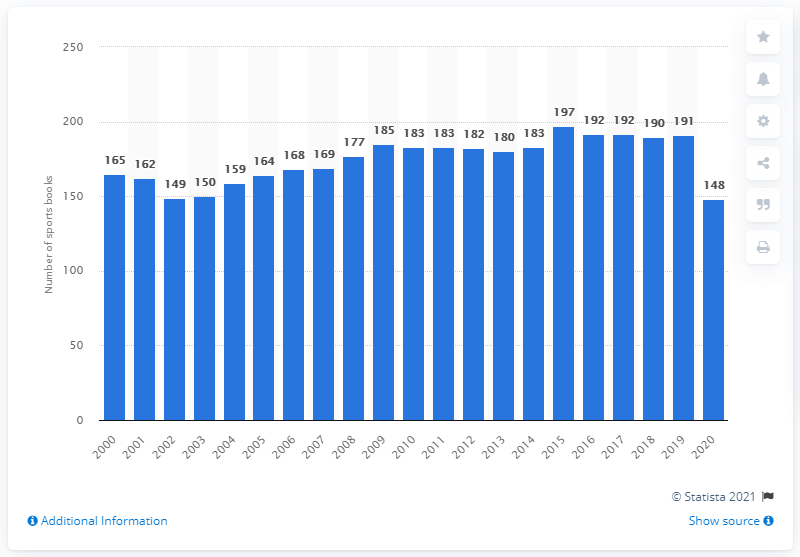 250
200
150
100
50
0
Number of sports books
165 162 149 150 159 164 168 169 177 185 183 183 182 180 183 197 192 192 190 191 148
2000 2001 2002 2003 2004 2005 2006 2007 2008 2009 2010 2011 2012 2013 2014 2015 2016 2017 2018 2019 2020
© Statista 2021
Additional Information
Show source